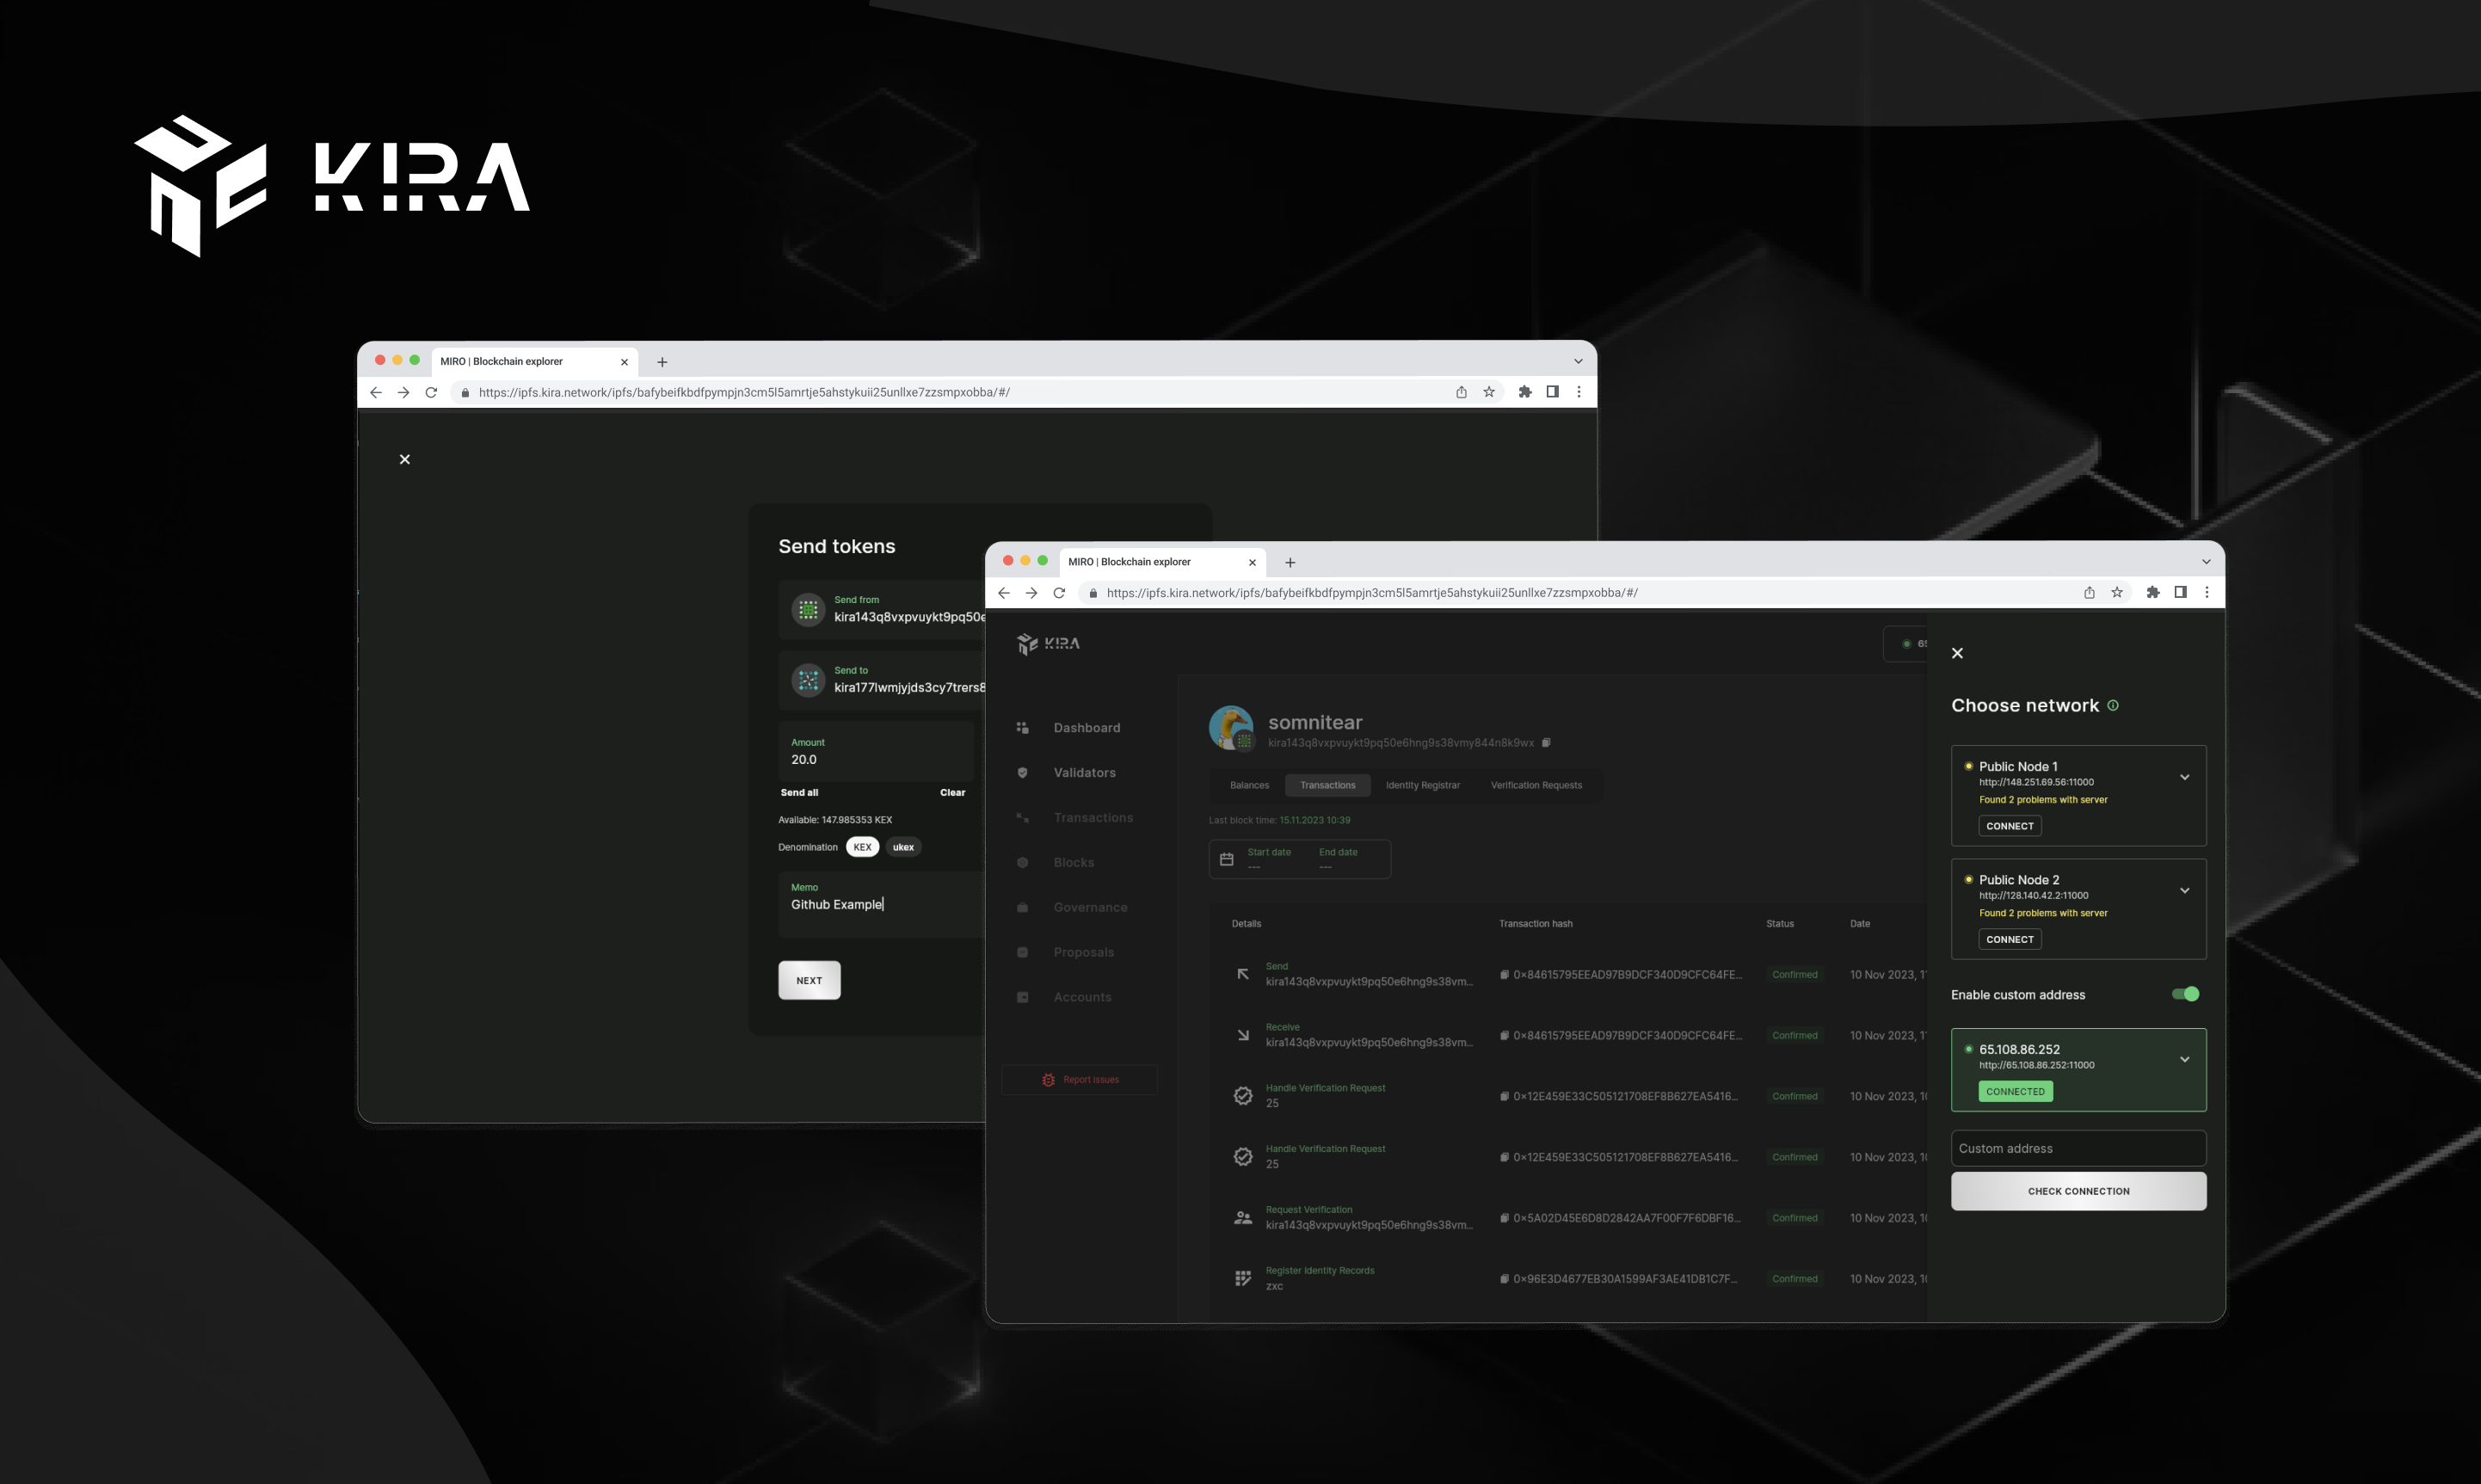 KIRA
MIRO | Blockchain explorer
https://ipfs.kira.network/ipfs/bafybeifkbdfpympjn3cm5l5amrtje5ahstykuii25unllxe7zzsmpxobba/#/
Send tokens
Send from
kira143q8vxpvuykt9pq50e
Send to
kira177lwmjyjds3cy7trers8
Amount
20.0
Send all Clear
Available: 147.985353 KEX
Denomination KEX ukex
Memo
Github Example
NEXT
MIRO | Blockchain explorer
https://ipfs.kira.network/ipfs/bafybeifkbdfpympjn3cm5l5amrtje5ahstykuii25unllxe7zzsmpxobba/#/
KIRA
65
Dashboard
Validators
Transactions
Blocks
Governance
Proposals
Accounts
Report issues
somnitear
kira143q8vxpvuykt9pq50e6hng9s38vmy844n8k9wx
Balances Transactions Identity Registrar Verification Requests
Last block time: 15.11.2023 10:39
Start date End date
--- ---
Details Transaction hash Status Date
Send
kira143q8vxpvuykt9pq50e6hng9s38vm... 0×84615795EEAD97B9DCF340D9CFC64FE... Confirmed 10 Nov 2023, 1
Receive
kira143q8vxpvuykt9pq50e6hng9s38vm... 0×84615795EEAD97B9DCF340D9CFC64FE... Confirmed 10 Nov 2023, 1
Handle Verification Request
25 0×12E459E33C505121708EF8B627EA5416... Confirmed 10 Nov 2023, 10
Handle Verification Request
25 0×12E459E33C505121708EF8B627EA5416... Confirmed 10 Nov 2023, 10
Request Verification
kira143q8vxpvuykt9pq50e6hng9s38vm... 0×5A02D45E6D8D2842AA7F00F7F6DBF16... Confirmed 10 Nov 2023, 10
Register Identity Records
zxc 0×96E3D4677EB30A1599AF3AE41DB1C7F... Confirmed 10 Nov 2023, 10
Choose network
Public Node 1
http://148.251.69.56:11000
Found 2 problems with server
CONNECT
Public Node 2
http://128.140.42.2:11000
Found 2 problems with server
CONNECT
Enable custom address
65.108.86.252
http://65.108.86.252:11000
CONNECTED
Custom address
CHECK CONNECTION